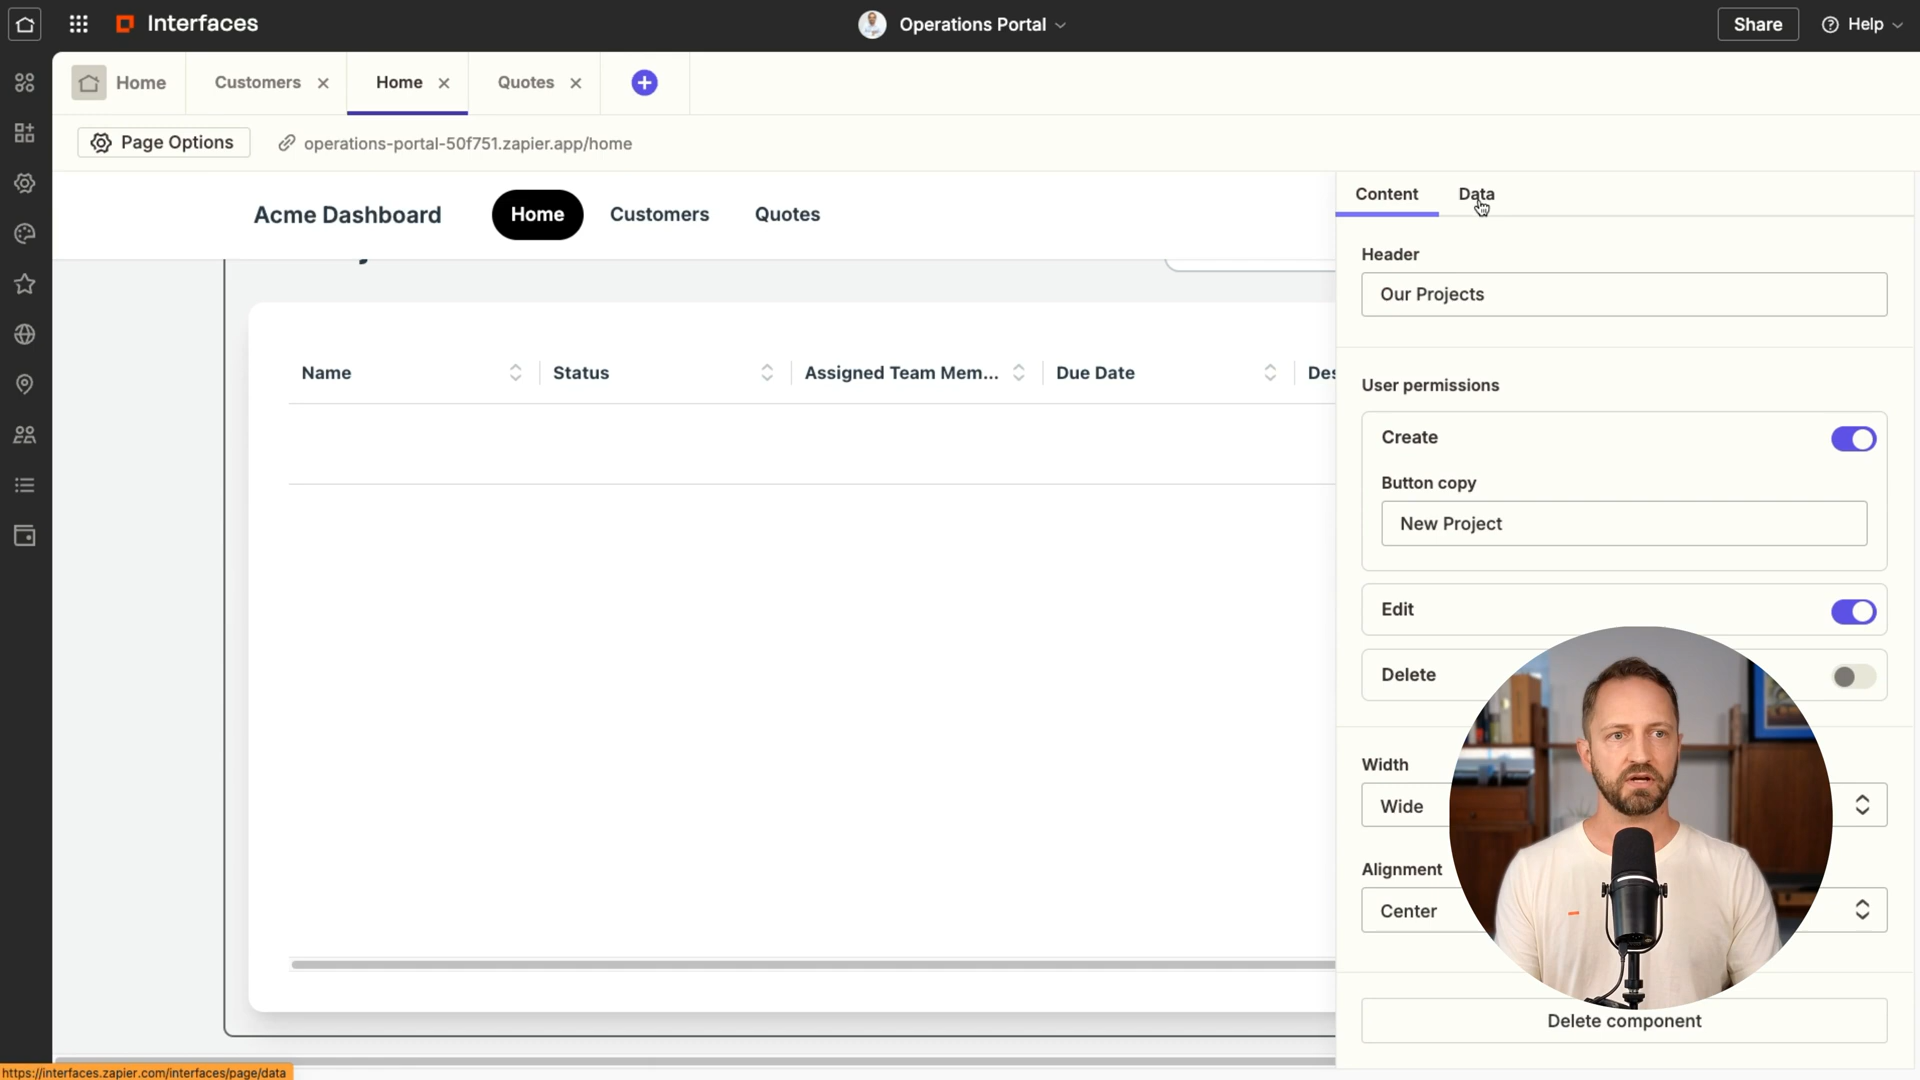 Interfaces
Operations Portal
Share
Help
Home
Customers
Home
Quotes
Page Options
operations-portal-50f751.zapier.app/home
Acme Dashboard
Home
Customers
Quotes
Name
Status
Assigned Team Mem...
Due Date
Des
Content
Data
Header
Our Projects
User permissions
Create
Button copy
New Project
Edit
Delete
Width
Wide
Alignment
Center
Delete component
https://interfaces.zapier.com/interfaces/page/data